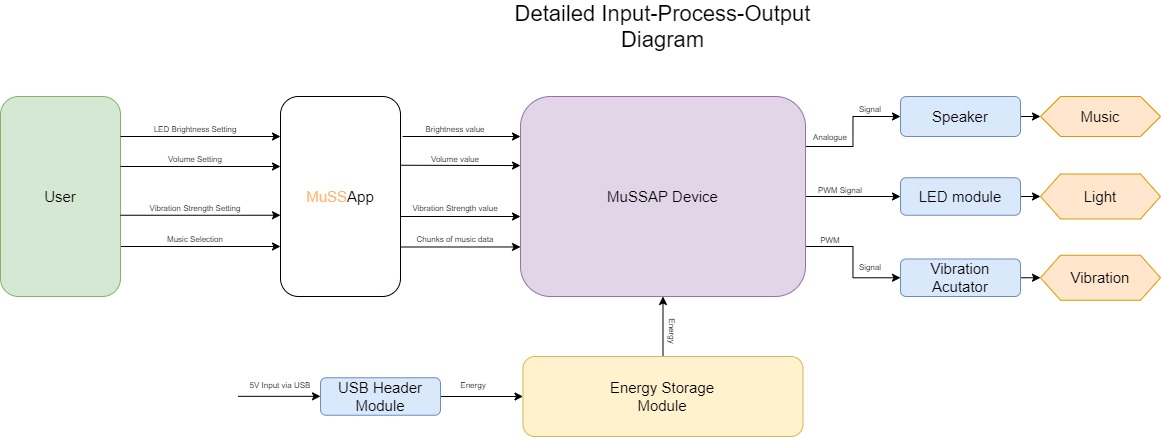 Detailed Input-Process-Output
Diagram
User
LED Brightness Setting
Volume Setting
Vibration Strength Setting
Music Selection
MuSSApp
Brightness value
Volume value
Vibration Strength value
Chunks of music data
MuSSAP Device
Signal
Analogue
PWM Signal
PWM
Signal
Speaker
LED module
Vibration
Acutator
Music
Light
Vibration
Energy
5V Input via USB
USB Header
Module
Energy
Energy Storage
Module